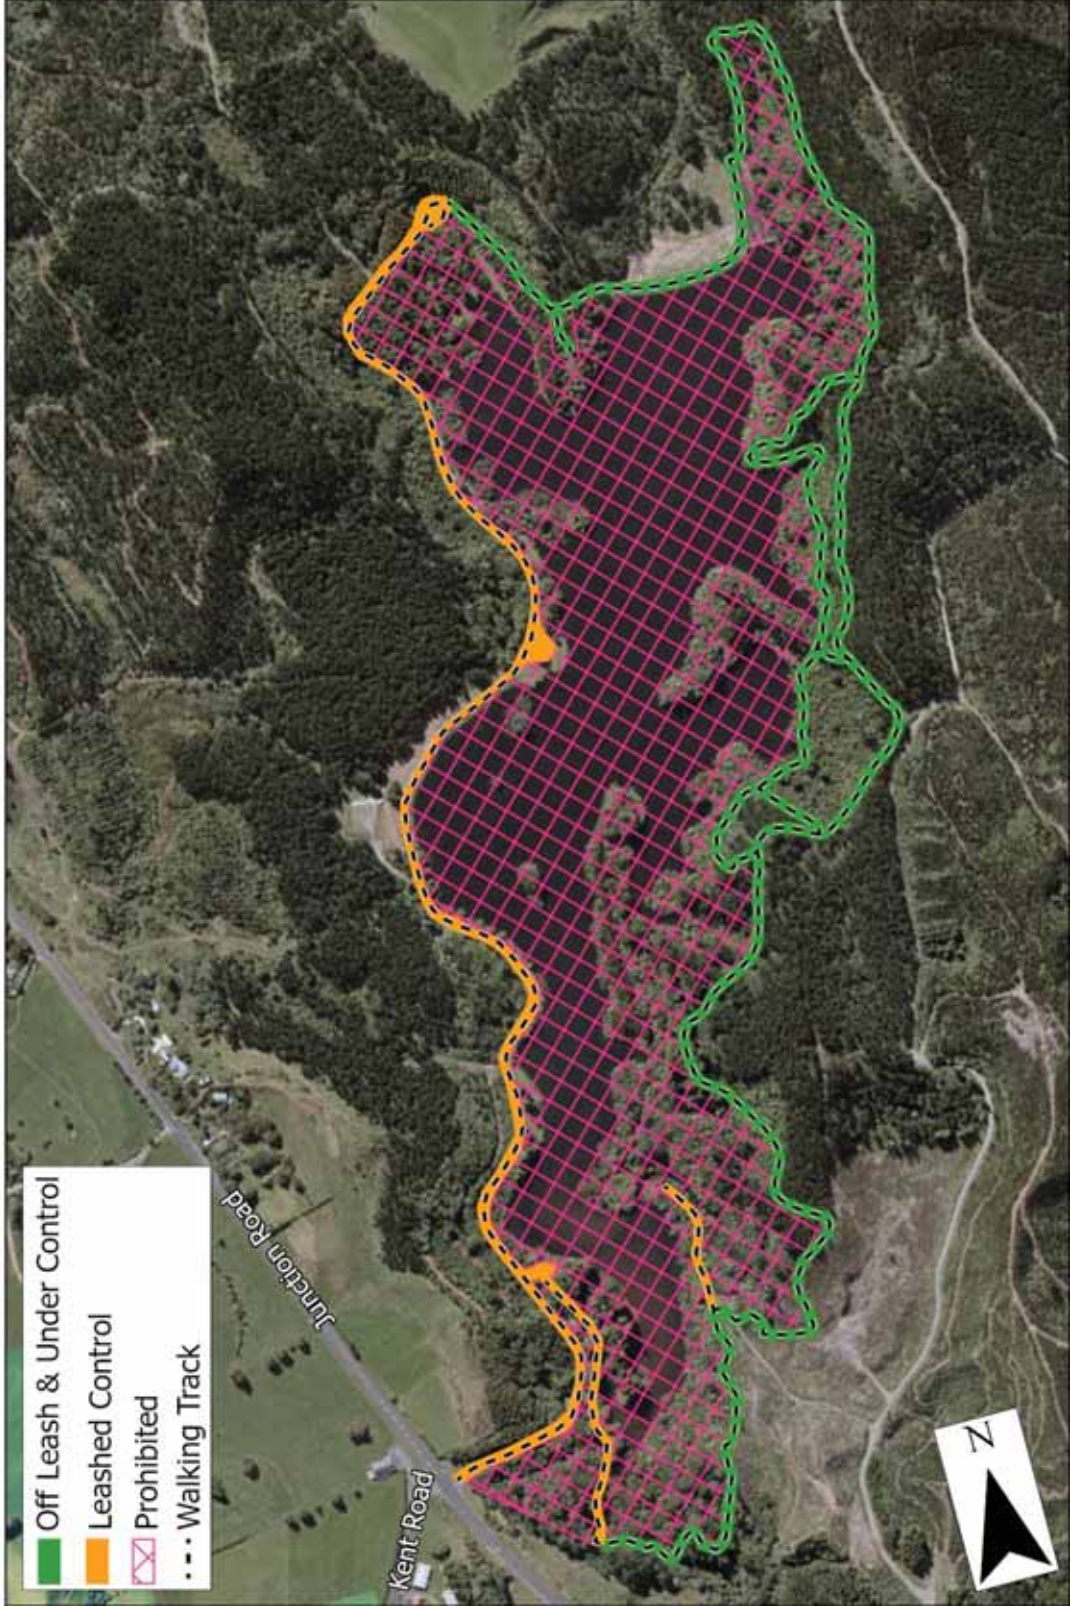 Off Leash & Under Control
Leashed Control
Prohibited
Walking Track
Junction Road
Kent Road
N